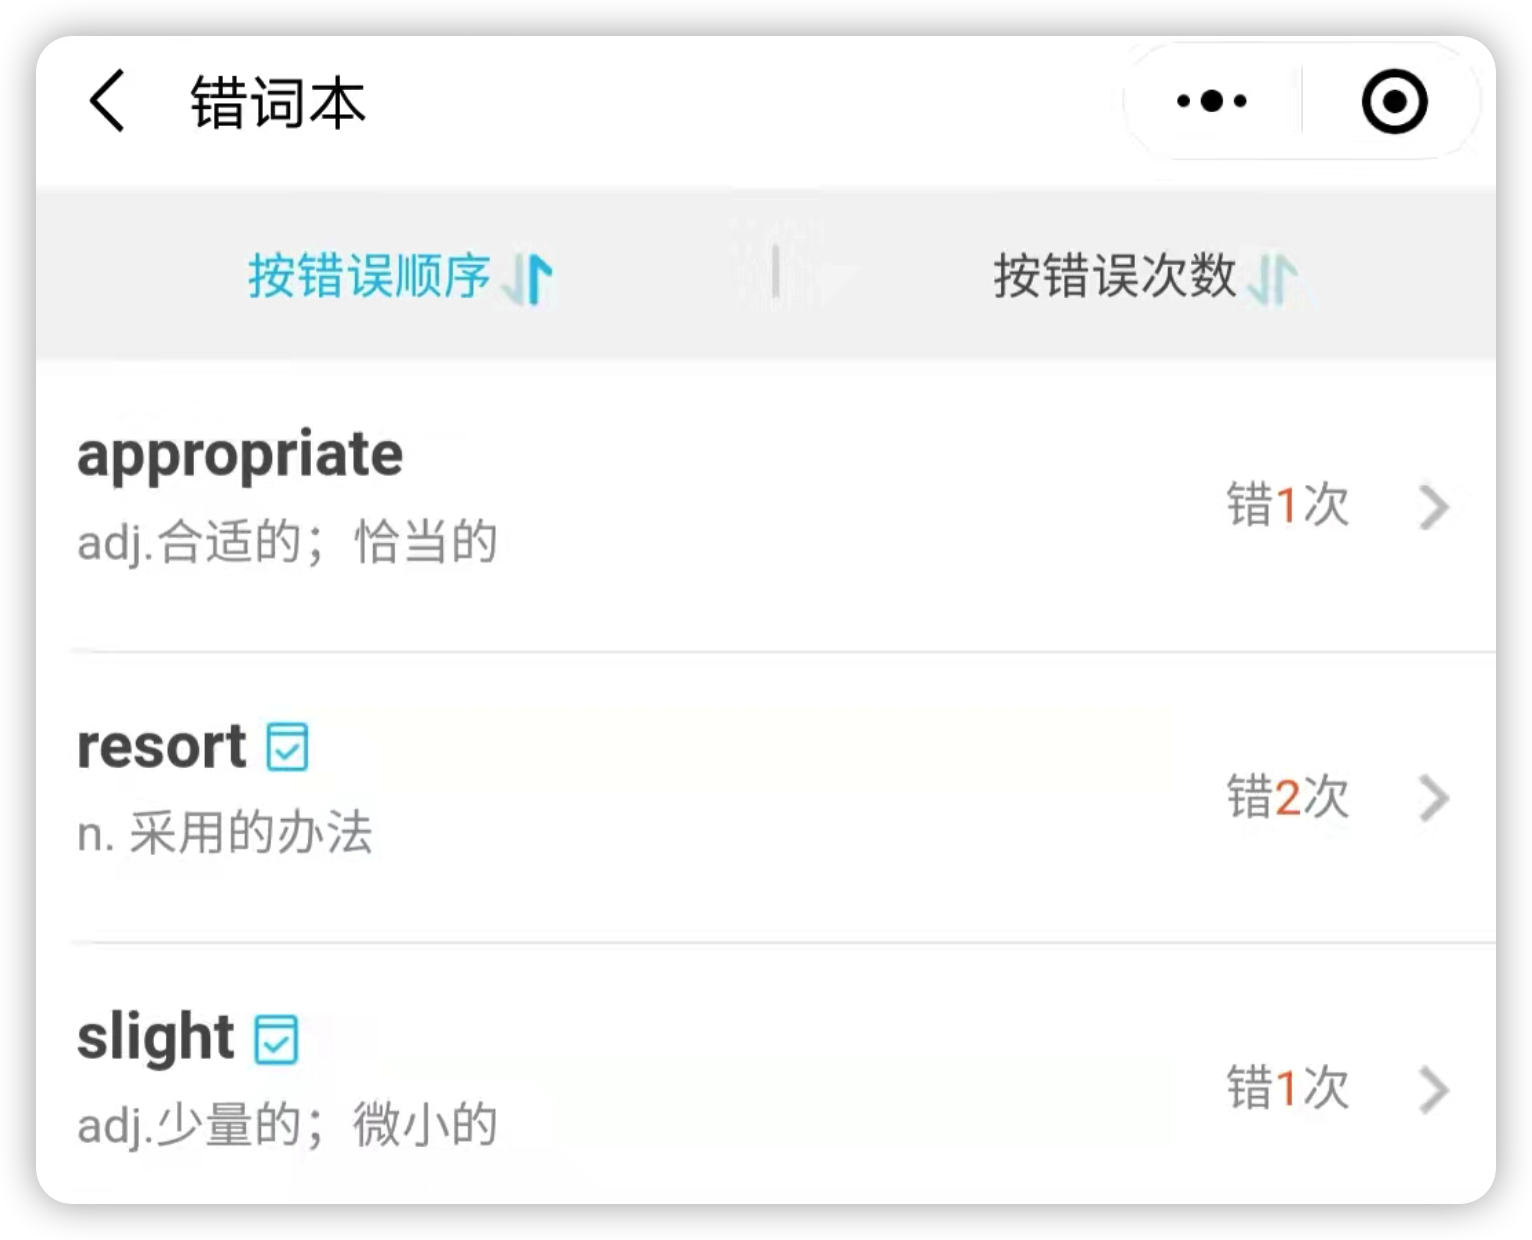 错词本
按错误顺序 按错误次数
appropriate
adj.合适的；恰当的
错1次
resort
n. 采用的办法
错2次
slight
adj.少量的；微小的
错1次